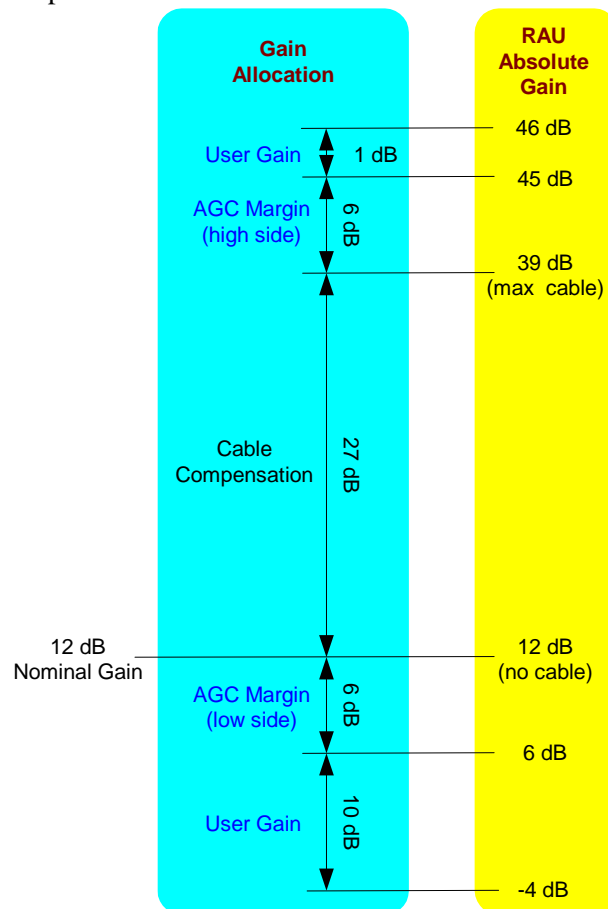 Gain
Allocation
RAU
Absolute
Gain
46 dB
User Gain
1 dB
45 dB
AGC Margin
(high side)
6 dB
39 dB
(max cable)
Cable
Compensation
27 dB
12 dB
Nominal Gain
12 dB
(no cable)
AGC Margin
(low side)
6 dB
6 dB
User Gain
10 dB
-4 dB